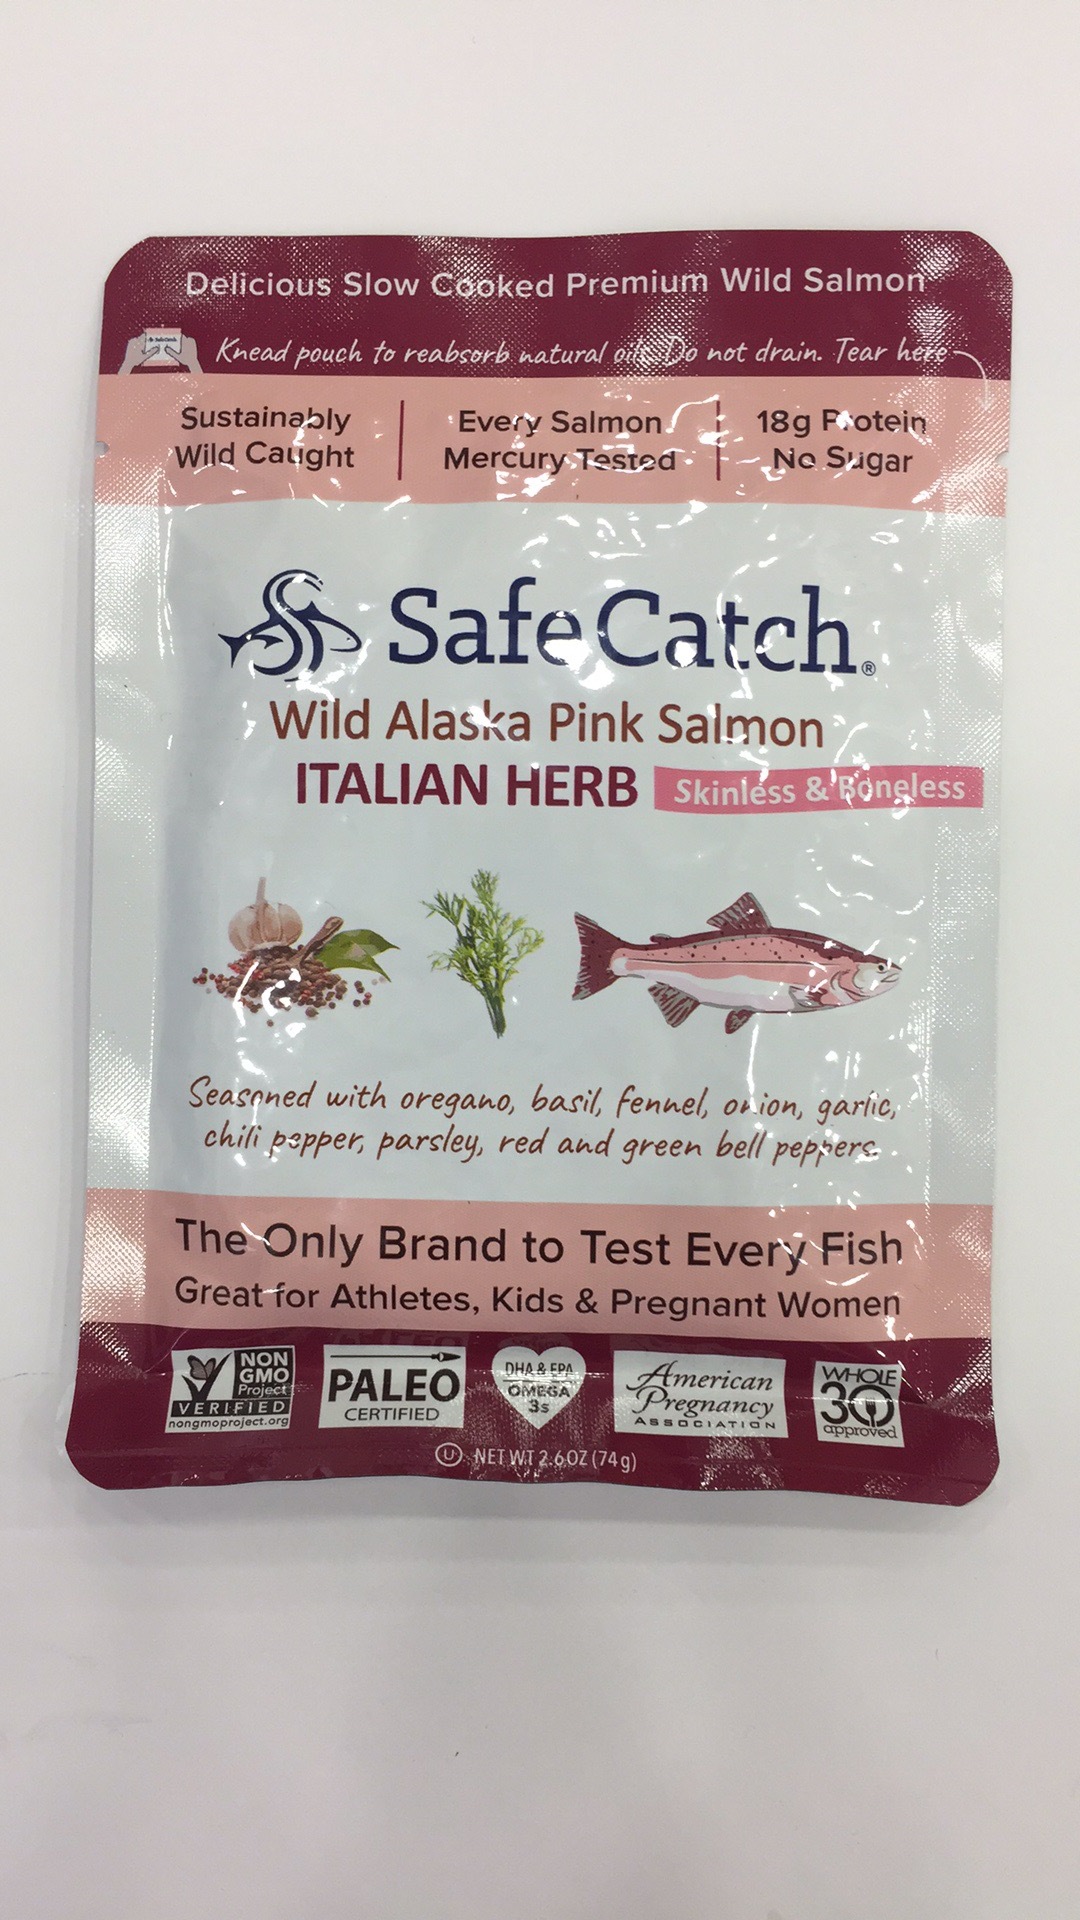 Delicious Slow Cooked Premium Wild Salmon
Knead pouch to reabsorb natural oils. Do not drain. Tear here
Sustainably
Wild Caught
Every Salmon
Mercury Tested
18g Protein
No Sugar
Safe Catch®
Wild Alaska Pink Salmon
ITALIAN HERB
Skinless & Boneless
Seasoned with oregano, basil, fennel, onion, garlic,
chili pepper, parsley, red and green bell peppers.
The Only Brand to Test Every Fish
Great for Athletes, Kids & Pregnant Women
NON
GMO
Project
VERIFIED
nongmoproject.org
PALEO
CERTIFIED
DHA & EPA
OMEGA
3s
American
Pregnancy
ASSOCIATION
WHOLE
30
approved
U NET WT 2.6 OZ (74g)